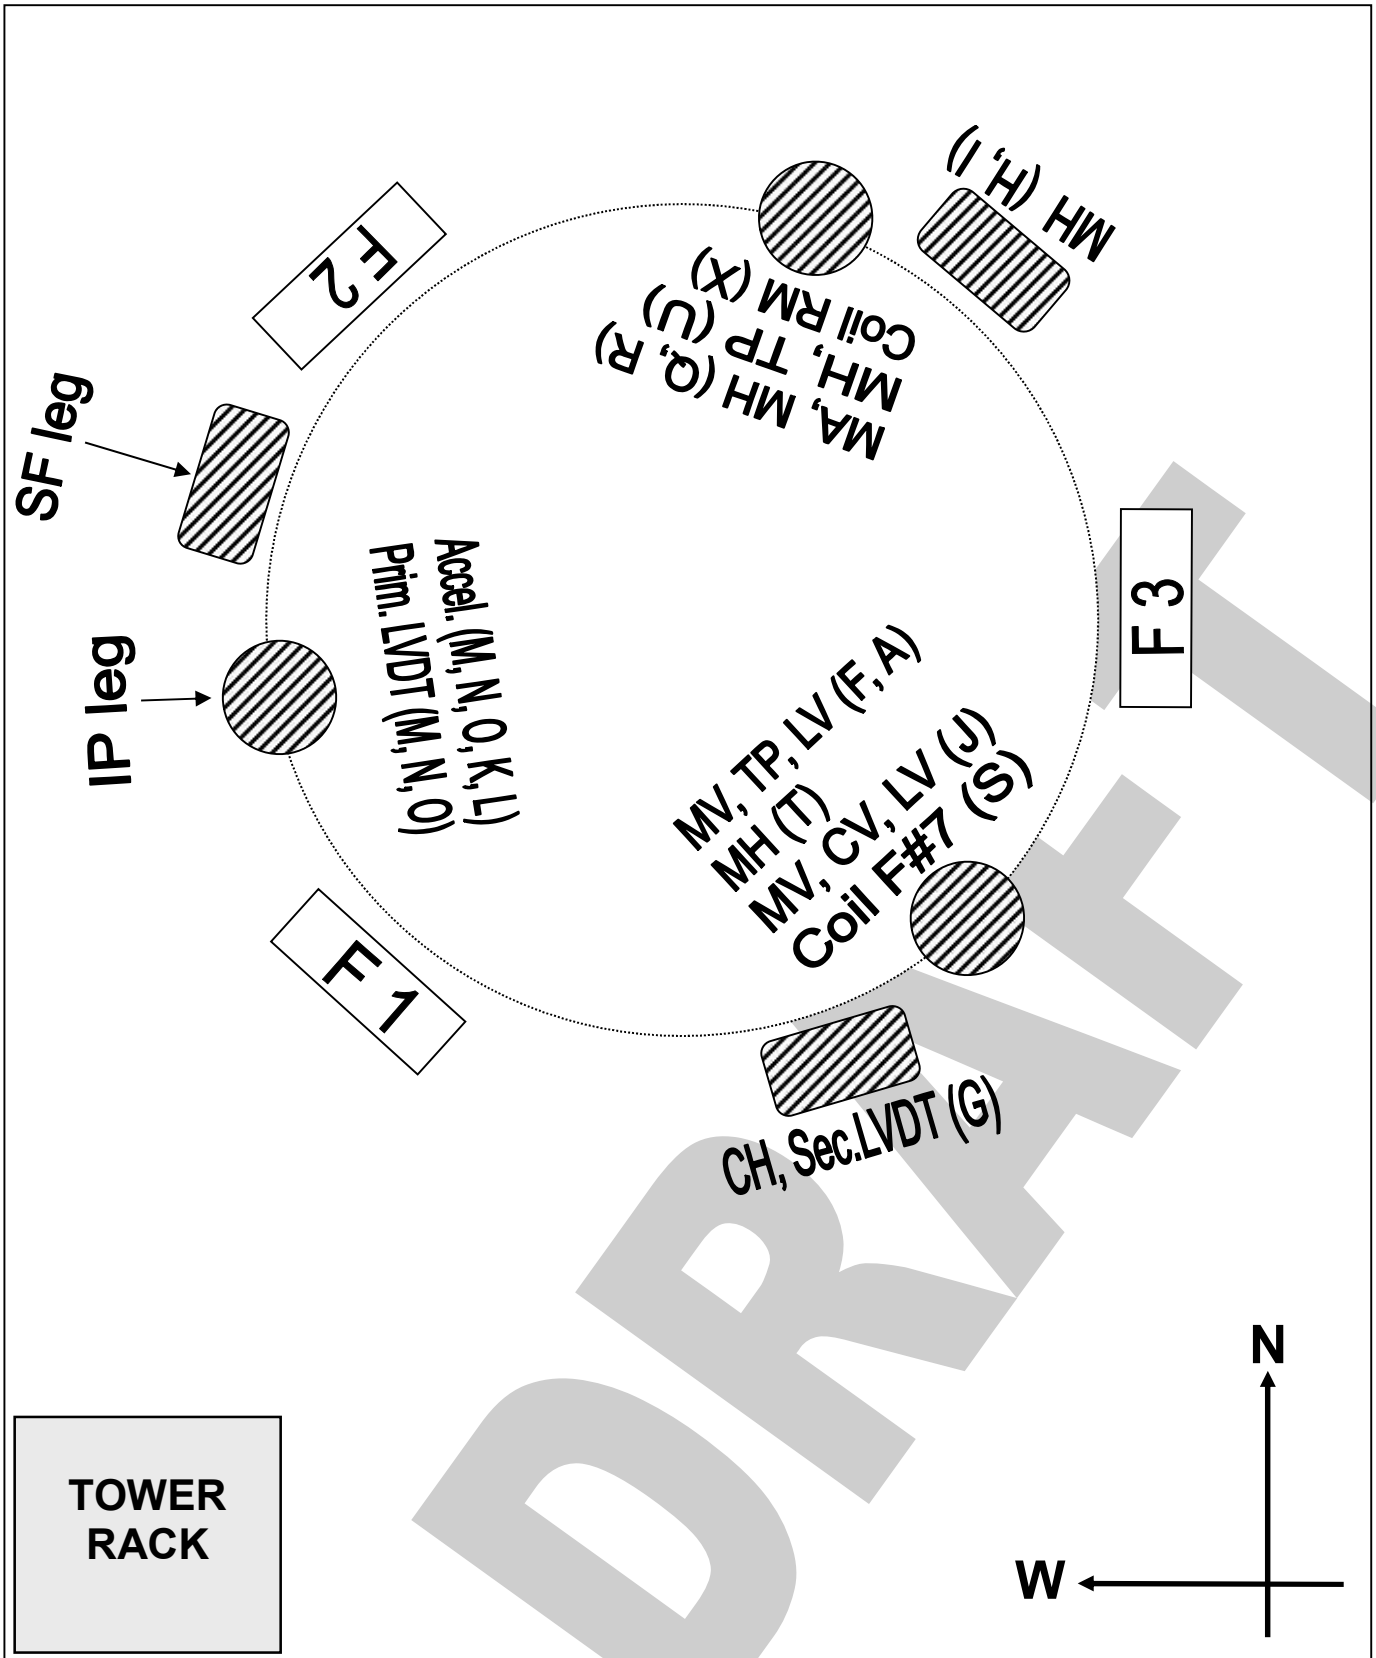 MH (H, I)
F 2
Coil RM (X)
MH, TP (U)
MA, MH (Q, R)
SF leg
IP leg
Accel. (M, N, O, K, L)
Prim. LVDT (M, N, O)
F 3
MV, TP, LV (F, A)
MH (T)
MV, CV, LV (J)
Coil F#7 (S)
F 1
CH, Sec.LVDT (G)
DRAFT
N
W
TOWER
RACK